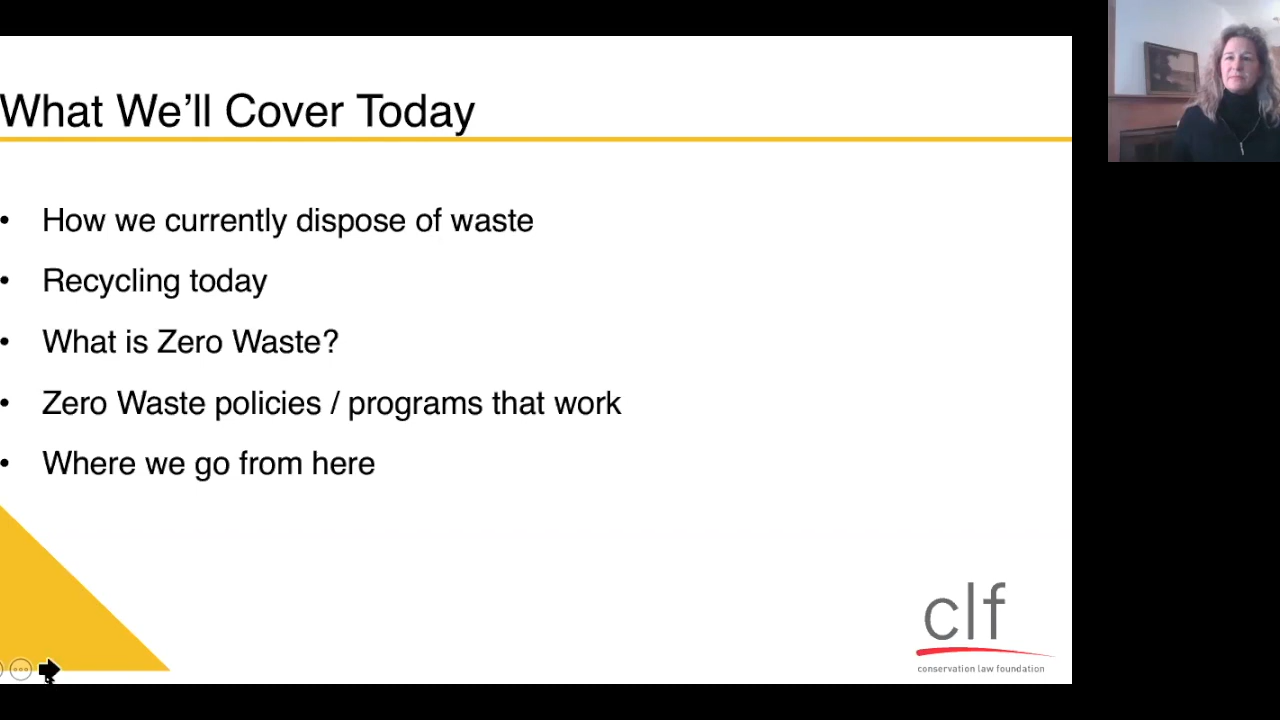 What We’ll Cover Today
• How we currently dispose of waste
• Recycling today
• What is Zero Waste?
• Zero Waste policies / programs that work
• Where we go from here
clf
conservation law foundation